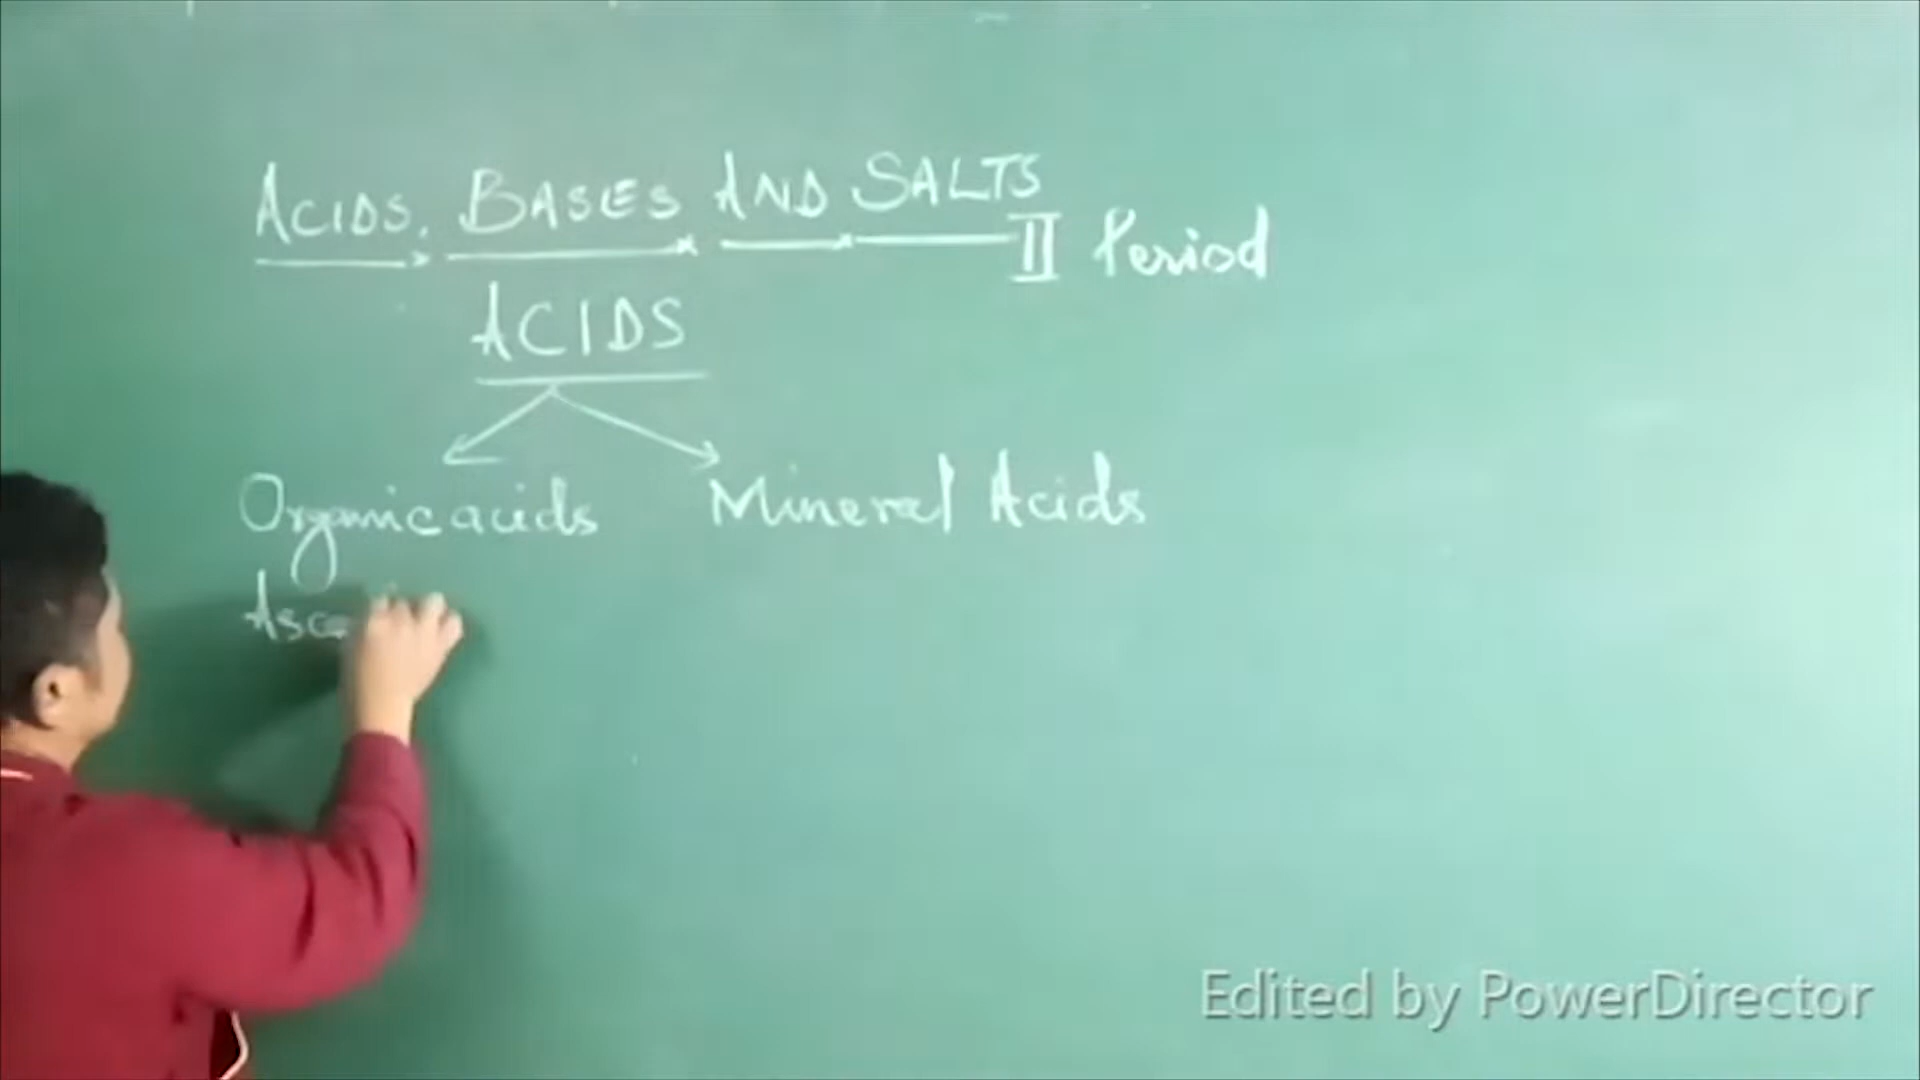 ACIDS, BASES AND SALTS
II Period
ACIDS
Organic acids Mineral Acids
Edited by PowerDirector